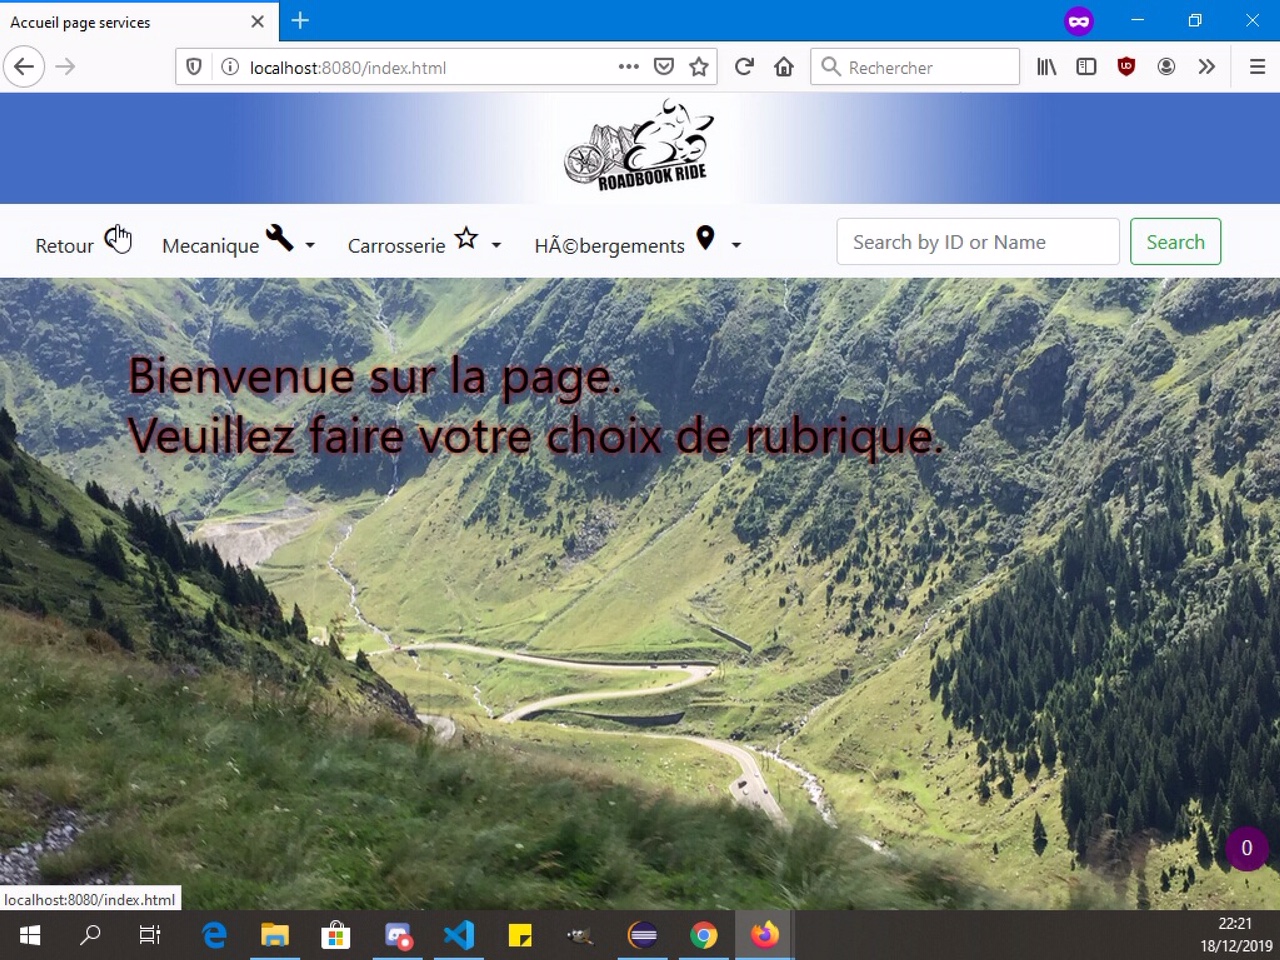 Accueil page services
localhost:8080/index.html
Rechercher
ROADBOOK RIDE
Retour
Mecanique
Carrosserie
HÃ©bergements
Search by ID or Name
Search
Bienvenue sur la page.
Veuillez faire votre choix de rubrique.
0
localhost:8080/index.html
22:21
18/12/2019